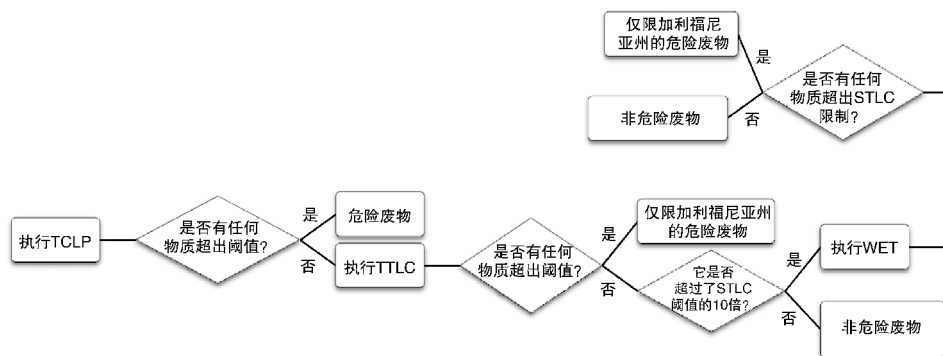 仅限加利福尼
亚州的危险废物
是
是否有任何
物质超出STLC
限制?
非危险废物
否
执行TCLP
是否有任何
物质超出阈值?
是
危险废物
否
执行TTLC
是否有任何
物质超出阈值?
是
仅限加利福尼亚州
的危险废物
否
它是否
超过了STLC
阈值的10倍?
是
执行WET
否
非危险废物